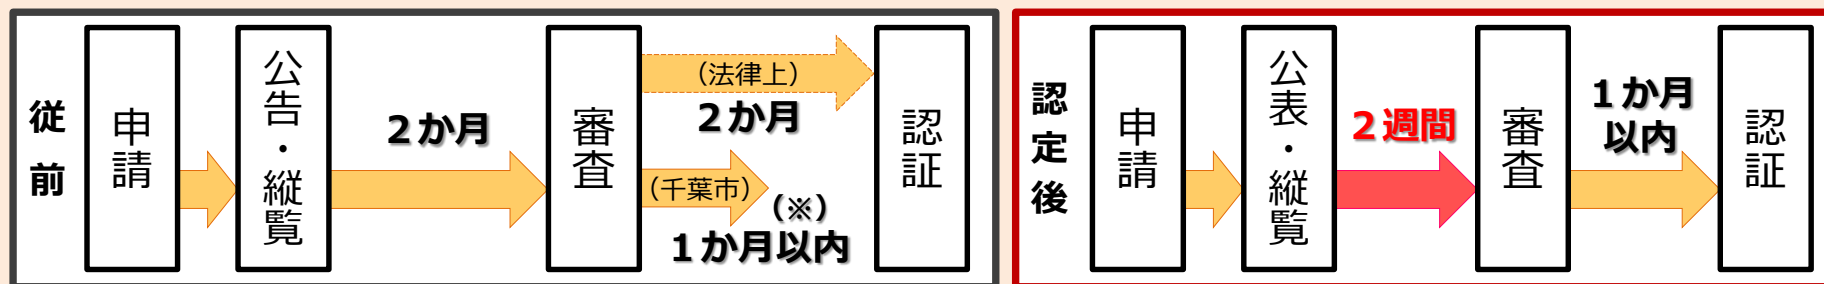 従前
申請
公告・縦覧
２か月
審査
（法律上）
２か月
（千葉市）
（※）
１か月以内
認証
認定後
申請
公表・縦覧
２週間
審査
１か月
以内
認証